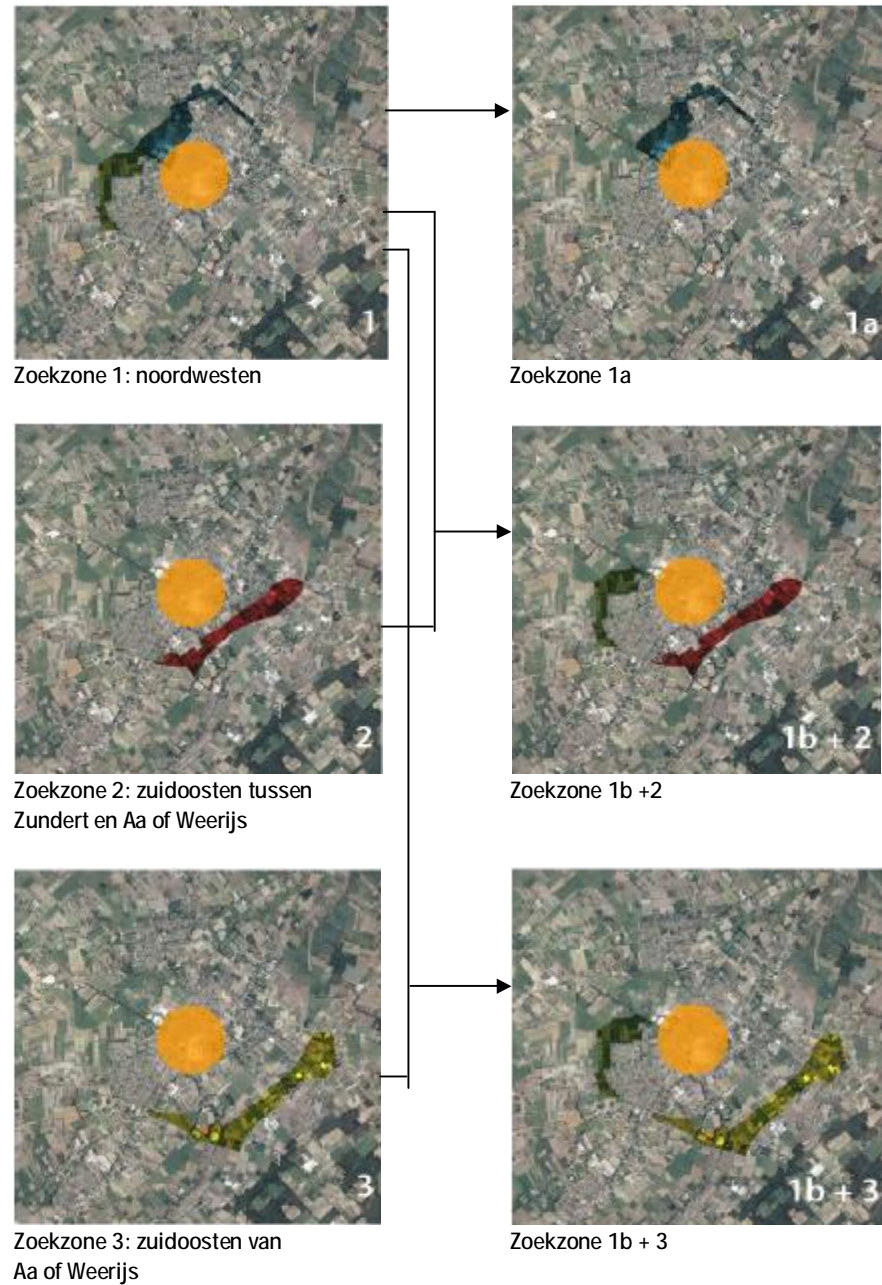 1
Zoekzone 1: noordwesten
1a
Zoekzone 1a
2
Zoekzone 2: zuidoosten tussen
Zundert en Aa of Weerijs
1b + 2
Zoekzone 1b +2
3
Zoekzone 3: zuidoosten van
Aa of Weerijs
1b + 3
Zoekzone 1b + 3